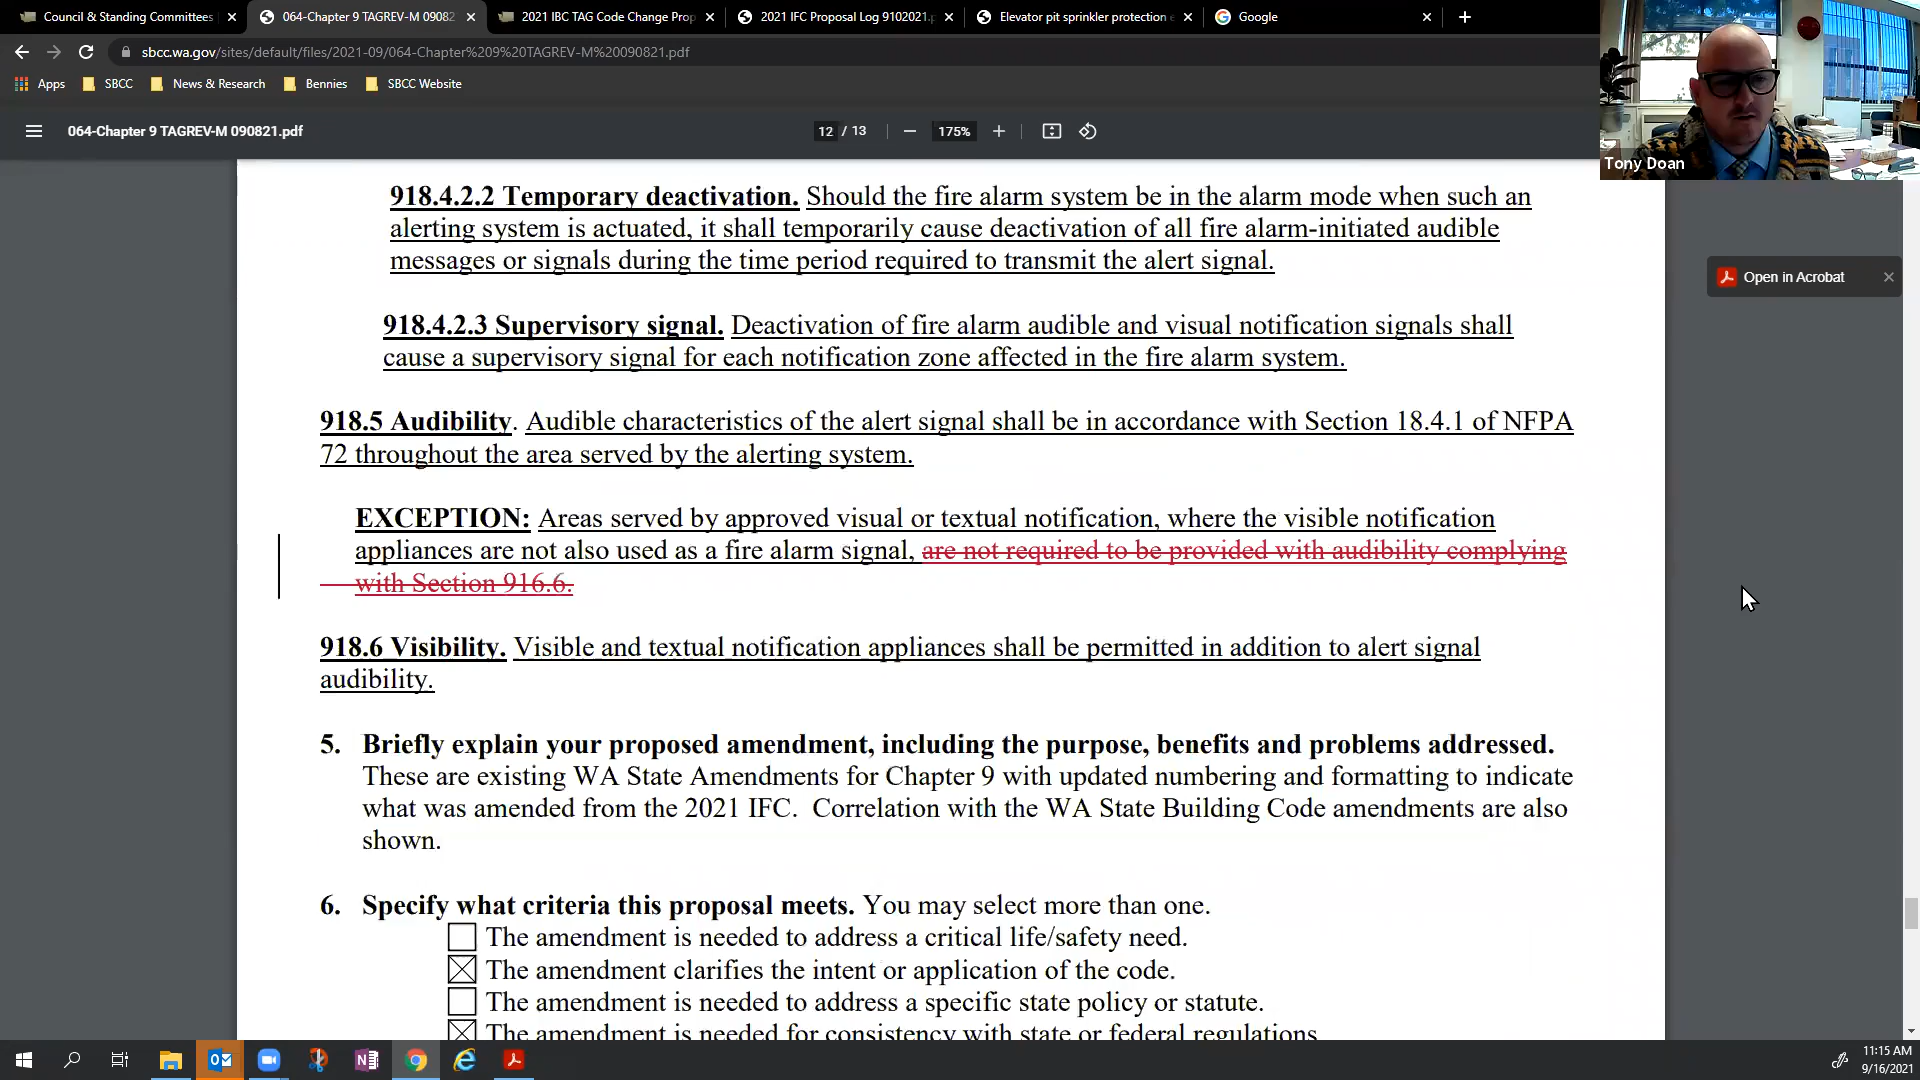 Council & Standing Committees
064-Chapter 9 TAGREV-M 09082
2021 IBC TAG Code Change Prop
2021 IFC Proposal Log 9102021.p
Elevator pit sprinkler protection e
Google
sbcc.wa.gov/sites/default/files/2021-09/064-Chapter%209%20TAGREV-M%20090821.pdf
Apps
SBCC
News & Research
Bennies
SBCC Website
064-Chapter 9 TAGREV-M 090821.pdf
12 / 13
175%
Tony Doan
Open in Acrobat
918.4.2.2 Temporary deactivation. Should the fire alarm system be in the alarm mode when such an
alerting system is actuated, it shall temporarily cause deactivation of all fire alarm-initiated audible
messages or signals during the time period required to transmit the alert signal.
918.4.2.3 Supervisory signal. Deactivation of fire alarm audible and visual notification signals shall
cause a supervisory signal for each notification zone affected in the fire alarm system.
918.5 Audibility. Audible characteristics of the alert signal shall be in accordance with Section 18.4.1 of NFPA
72 throughout the area served by the alerting system.
EXCEPTION: Areas served by approved visual or textual notification, where the visible notification
appliances are not also used as a fire alarm signal, are not required to be provided with audibility complying
with Section 916.6.
918.6 Visibility. Visible and textual notification appliances shall be permitted in addition to alert signal
audibility.
5. Briefly explain your proposed amendment, including the purpose, benefits and problems addressed.
These are existing WA State Amendments for Chapter 9 with updated numbering and formatting to indicate
what was amended from the 2021 IFC. Correlation with the WA State Building Code amendments are also
shown.
6. Specify what criteria this proposal meets. You may select more than one.
The amendment is needed to address a critical life/safety need.
The amendment clarifies the intent or application of the code.
The amendment is needed to address a specific state policy or statute.
The amendment is needed for consistency with state or federal regulations.
11:15 AM
9/16/2021